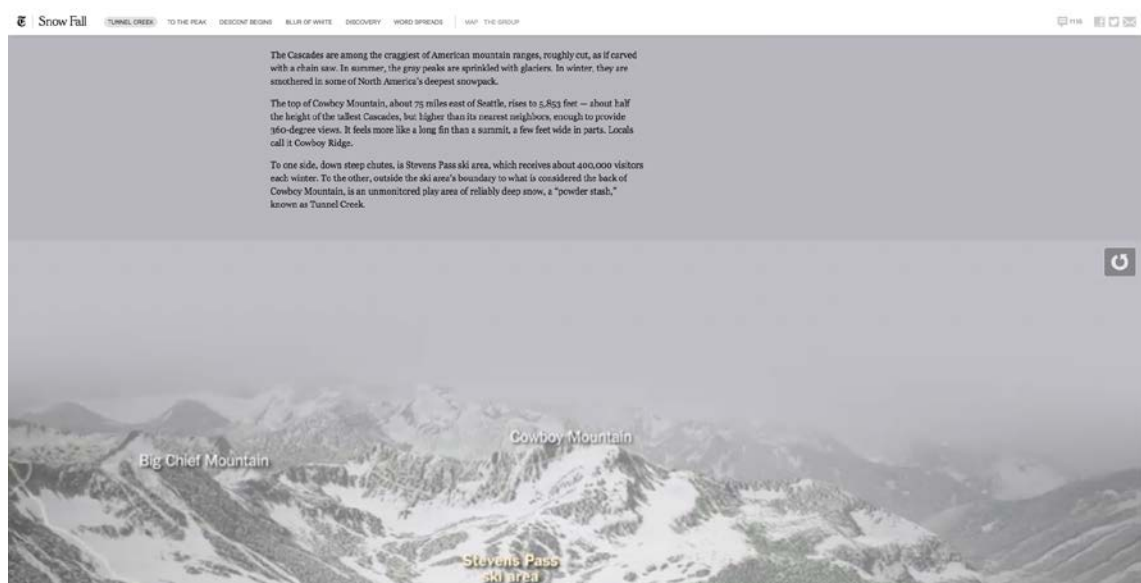 T Snow Fall TUNNEL CREEK TO THE PEAK DESCENT BEGINS BLUR OF WHITE DISCOVERY WORD SPREADS MAP THE GROUP 1116
The Cascades are among the craggiest of American mountain ranges, roughly cut, as if carved
with a chain saw. In summer, the gray peaks are sprinkled with glaciers. In winter, they are
smothered in some of North America's deepest snowpack.
The top of Cowboy Mountain, about 75 miles east of Seattle, rises to 5,853 feet — about half
the height of the tallest Cascades, but higher than its nearest neighbors, enough to provide
360-degree views. It feels more like a long fin than a summit, a few feet wide in parts. Locals
call it Cowboy Ridge.
To one side, down steep chutes, is Stevens Pass ski area, which receives about 400,000 visitors
each winter. To the other, outside the ski area's boundary to what is considered the back of
Cowboy Mountain, is an unmonitored play area of reliably deep snow, a “powder stash,”
known as Tunnel Creek.
Cowboy Mountain
Big Chief Mountain
Stevens Pass
ski area